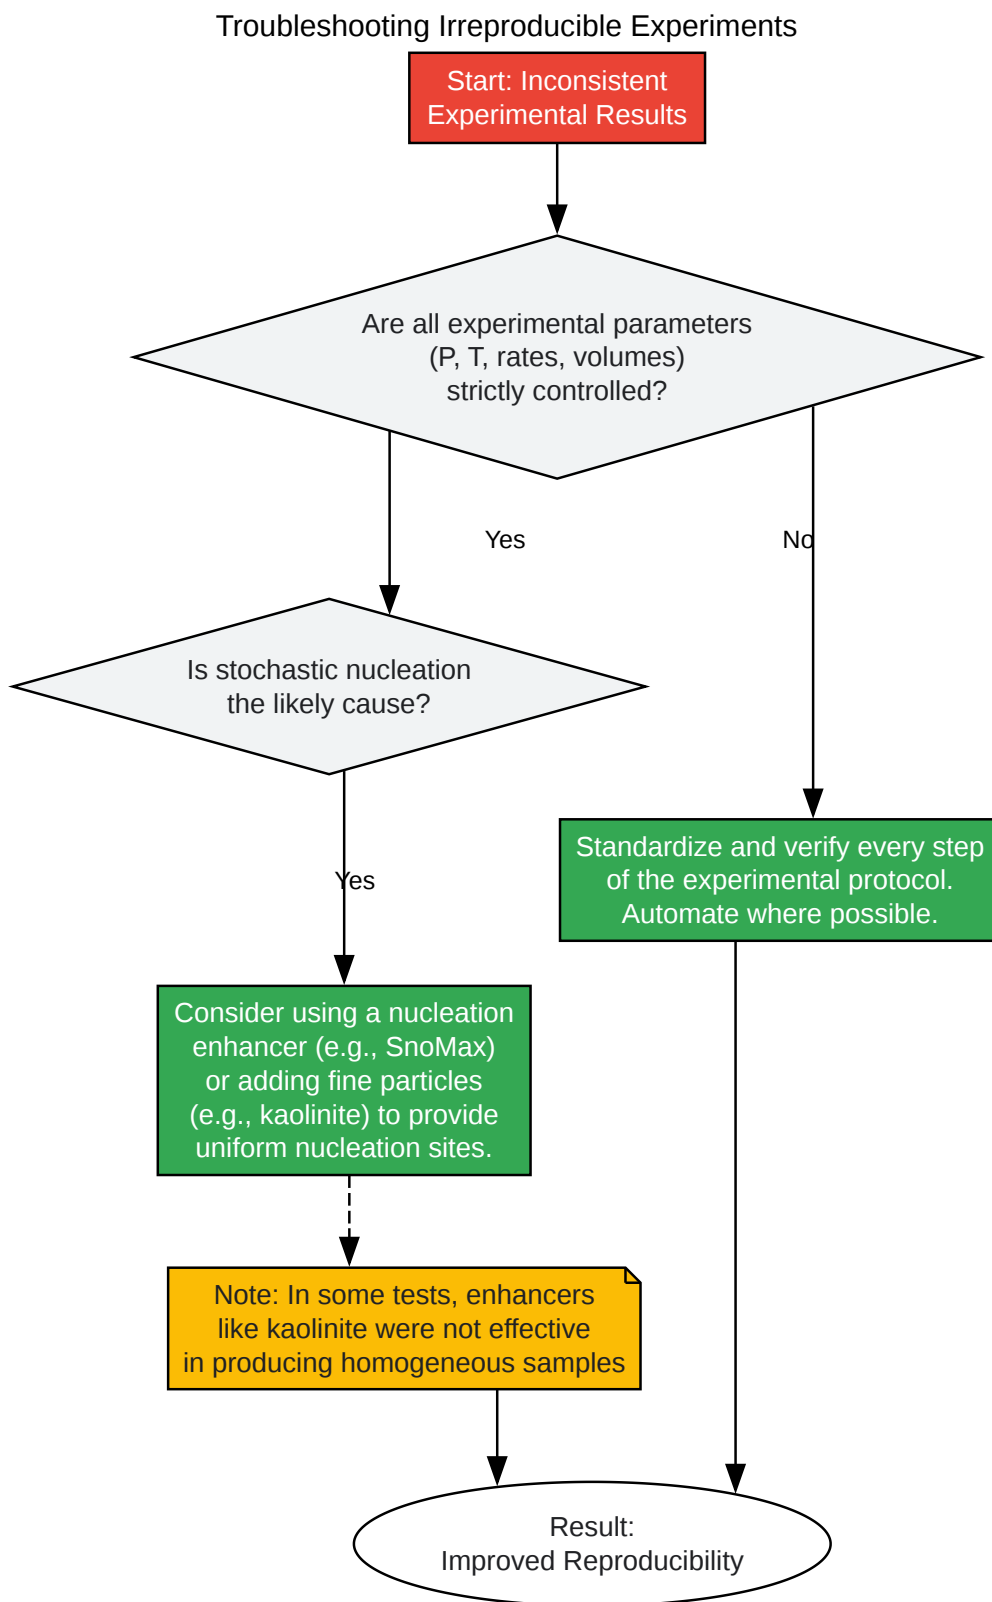 Troubleshooting Irreproducible Experiments
Start: Inconsistent
Experimental Results
Are all experimental parameters
(P, T, rates, volumes)
strictly controlled?
Yes
No
Is stochastic nucleation
the likely cause?
Standardize and verify every step
of the experimental protocol.
Automate where possible.
Yes
Consider using a nucleation
enhancer (e.g., SnoMax)
or adding fine particles
(e.g., kaolinite) to provide
uniform nucleation sites.
Note: In some tests, enhancers
like kaolinite were not effective
in producing homogeneous samples
Result:
Improved Reproducibility